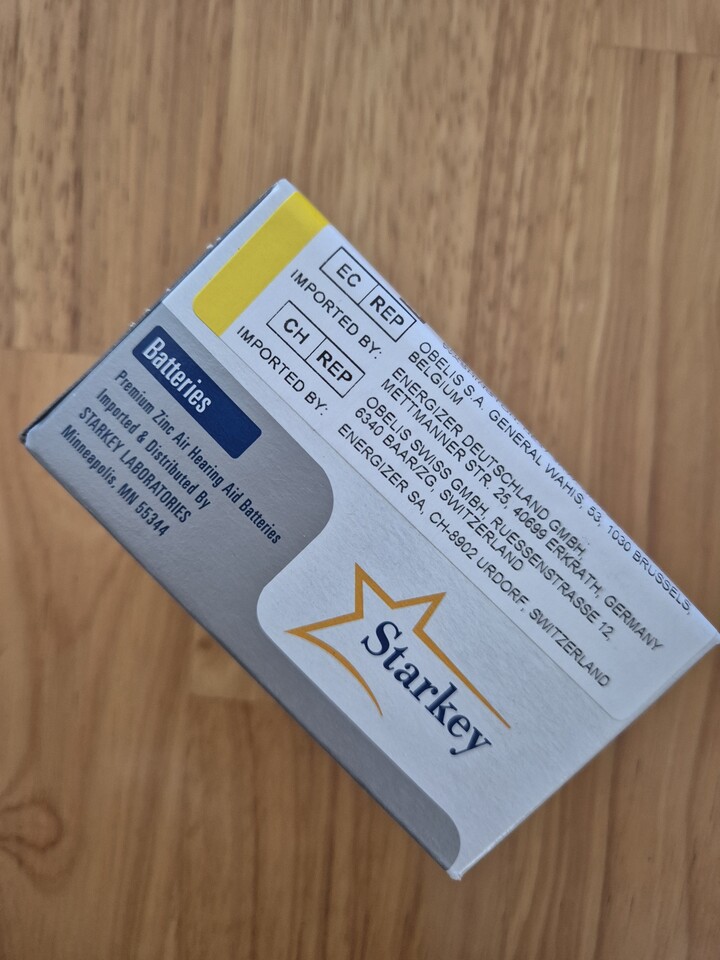 EC REP
OBELIS S.A. GENERAL WAHIS, 53, 1030 BRUSSELS,
BELGIUM
IMPORTED BY:
ENERGIZER DEUTSCHLAND GMBH,
METTMANNER STR. 25, 40699 ERKRATH, GERMANY
CH REP
OBELIS SWISS GMBH, RUESSENSTRASSE 12,
6340 BAAR/ZG SWITZERLAND
IMPORTED BY:
ENERGIZER SA, CH-8902 URDORF, SWITZERLAND
Batteries
Premium Zinc Air Hearing Aid Batteries
Imported & Distributed By
STARKEY LABORATORIES
Minneapolis, MN 55344
Starkey